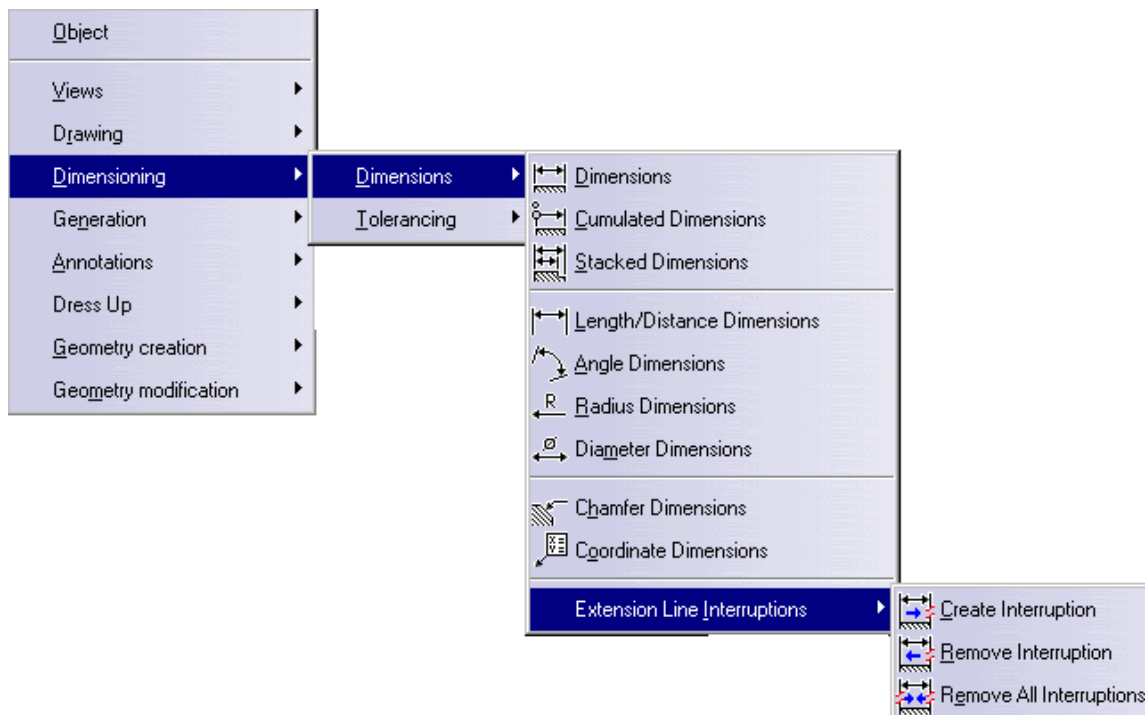 Object
Views
Drawing
Dimensioning
Generation
Annotations
Dress Up
Geometry creation
Geometry modification
Dimensions
Tolerancing
Dimensions
Cumulated Dimensions
Stacked Dimensions
Length/Distance Dimensions
Angle Dimensions
R
Radius Dimensions
Ø
Diameter Dimensions
Chamfer Dimensions
Coordinate Dimensions
Extension Line Interruptions
Create Interruption
Remove Interruption
Remove All Interruptions